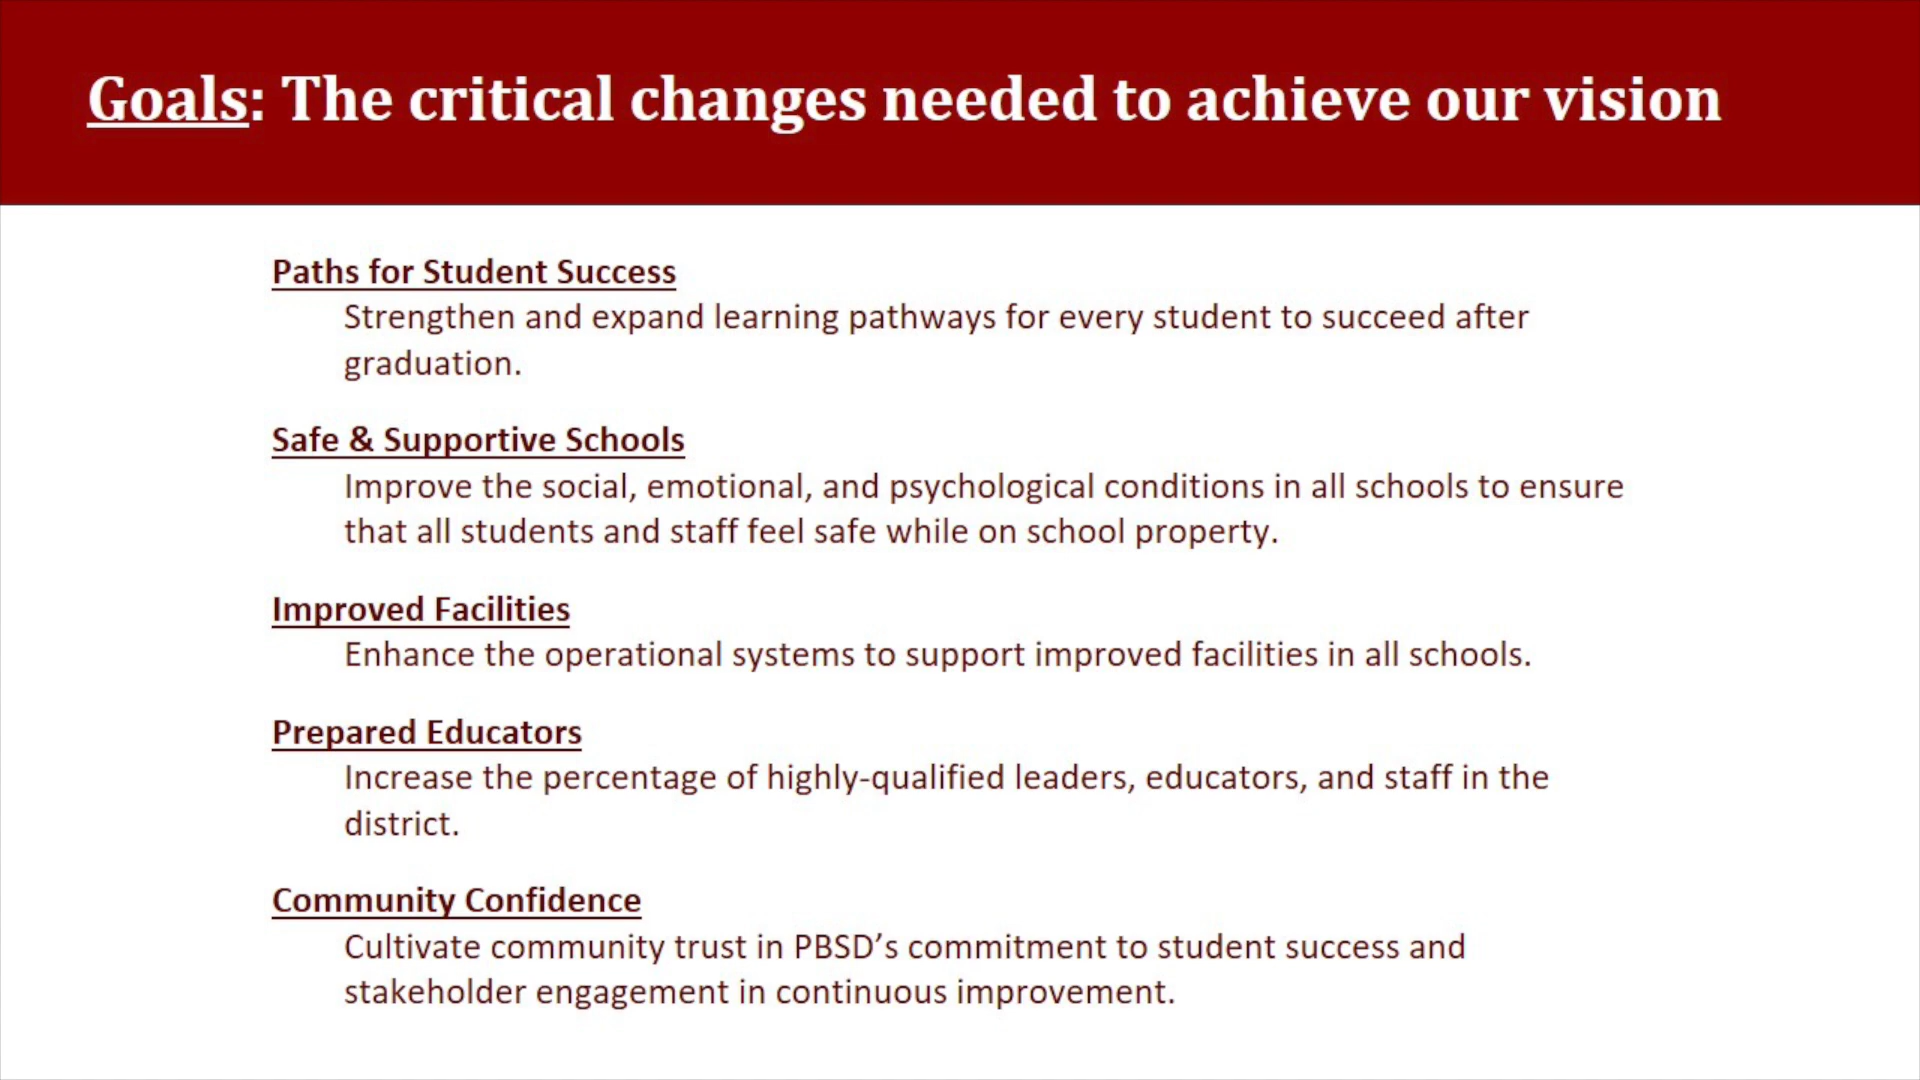 Goals: The critical changes needed to achieve our vision
Paths for Student Success
Strengthen and expand learning pathways for every student to succeed after
graduation.
Safe & Supportive Schools
Improve the social, emotional, and psychological conditions in all schools to ensure
that all students and staff feel safe while on school property.
Improved Facilities
Enhance the operational systems to support improved facilities in all schools.
Prepared Educators
Increase the percentage of highly-qualified leaders, educators, and staff in the
district.
Community Confidence
Cultivate community trust in PBSD’s commitment to student success and
stakeholder engagement in continuous improvement.